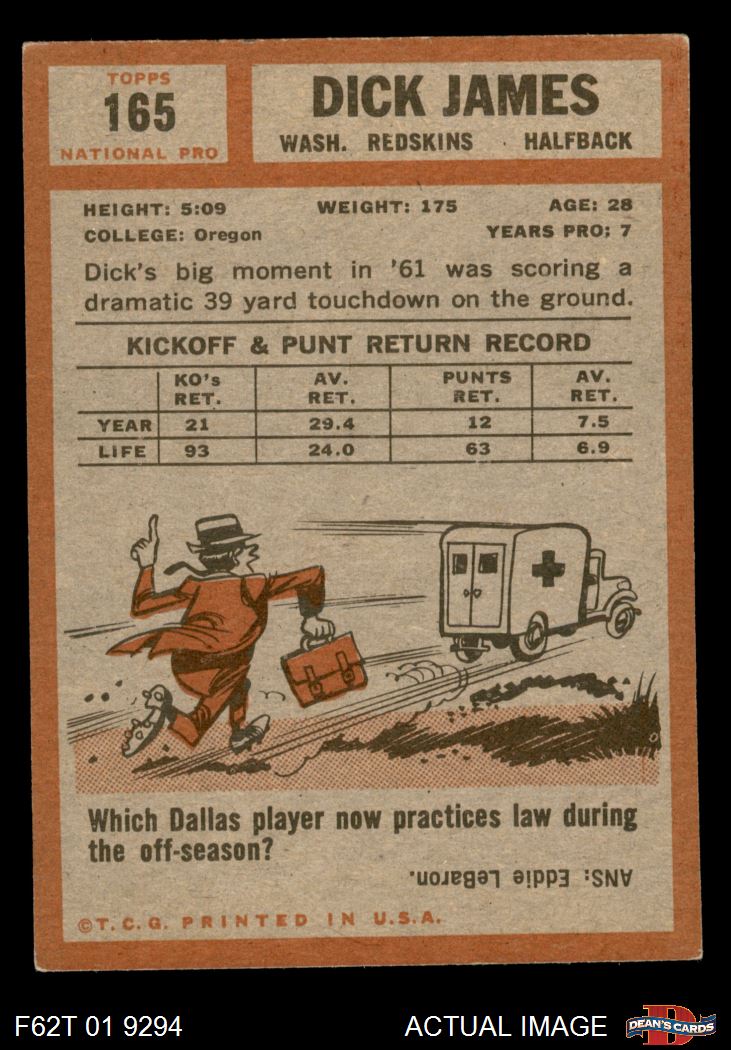 TOPPS
165
NATIONAL PRO
DICK JAMES
WASH. REDSKINS · HALFBACK
HEIGHT: 5:09 WEIGHT: 175 AGE: 28
COLLEGE: Oregon YEARS PRO: 7
Dick's big moment in '61 was scoring a
dramatic 39 yard touchdown on the ground.
KICKOFF & PUNT RETURN RECORD
KO's RET. AV. RET. PUNTS RET. AV. RET.
YEAR 21 29.4 12 7.5
LIFE 93 24.0 63 6.9
Which Dallas player now practices law during
the off-season?
ANS: Eddie LeBaron.
©T.C.G. PRINTED IN U.S.A.
F62T 01 9294 ACTUAL IMAGE DEAN'S CARDS